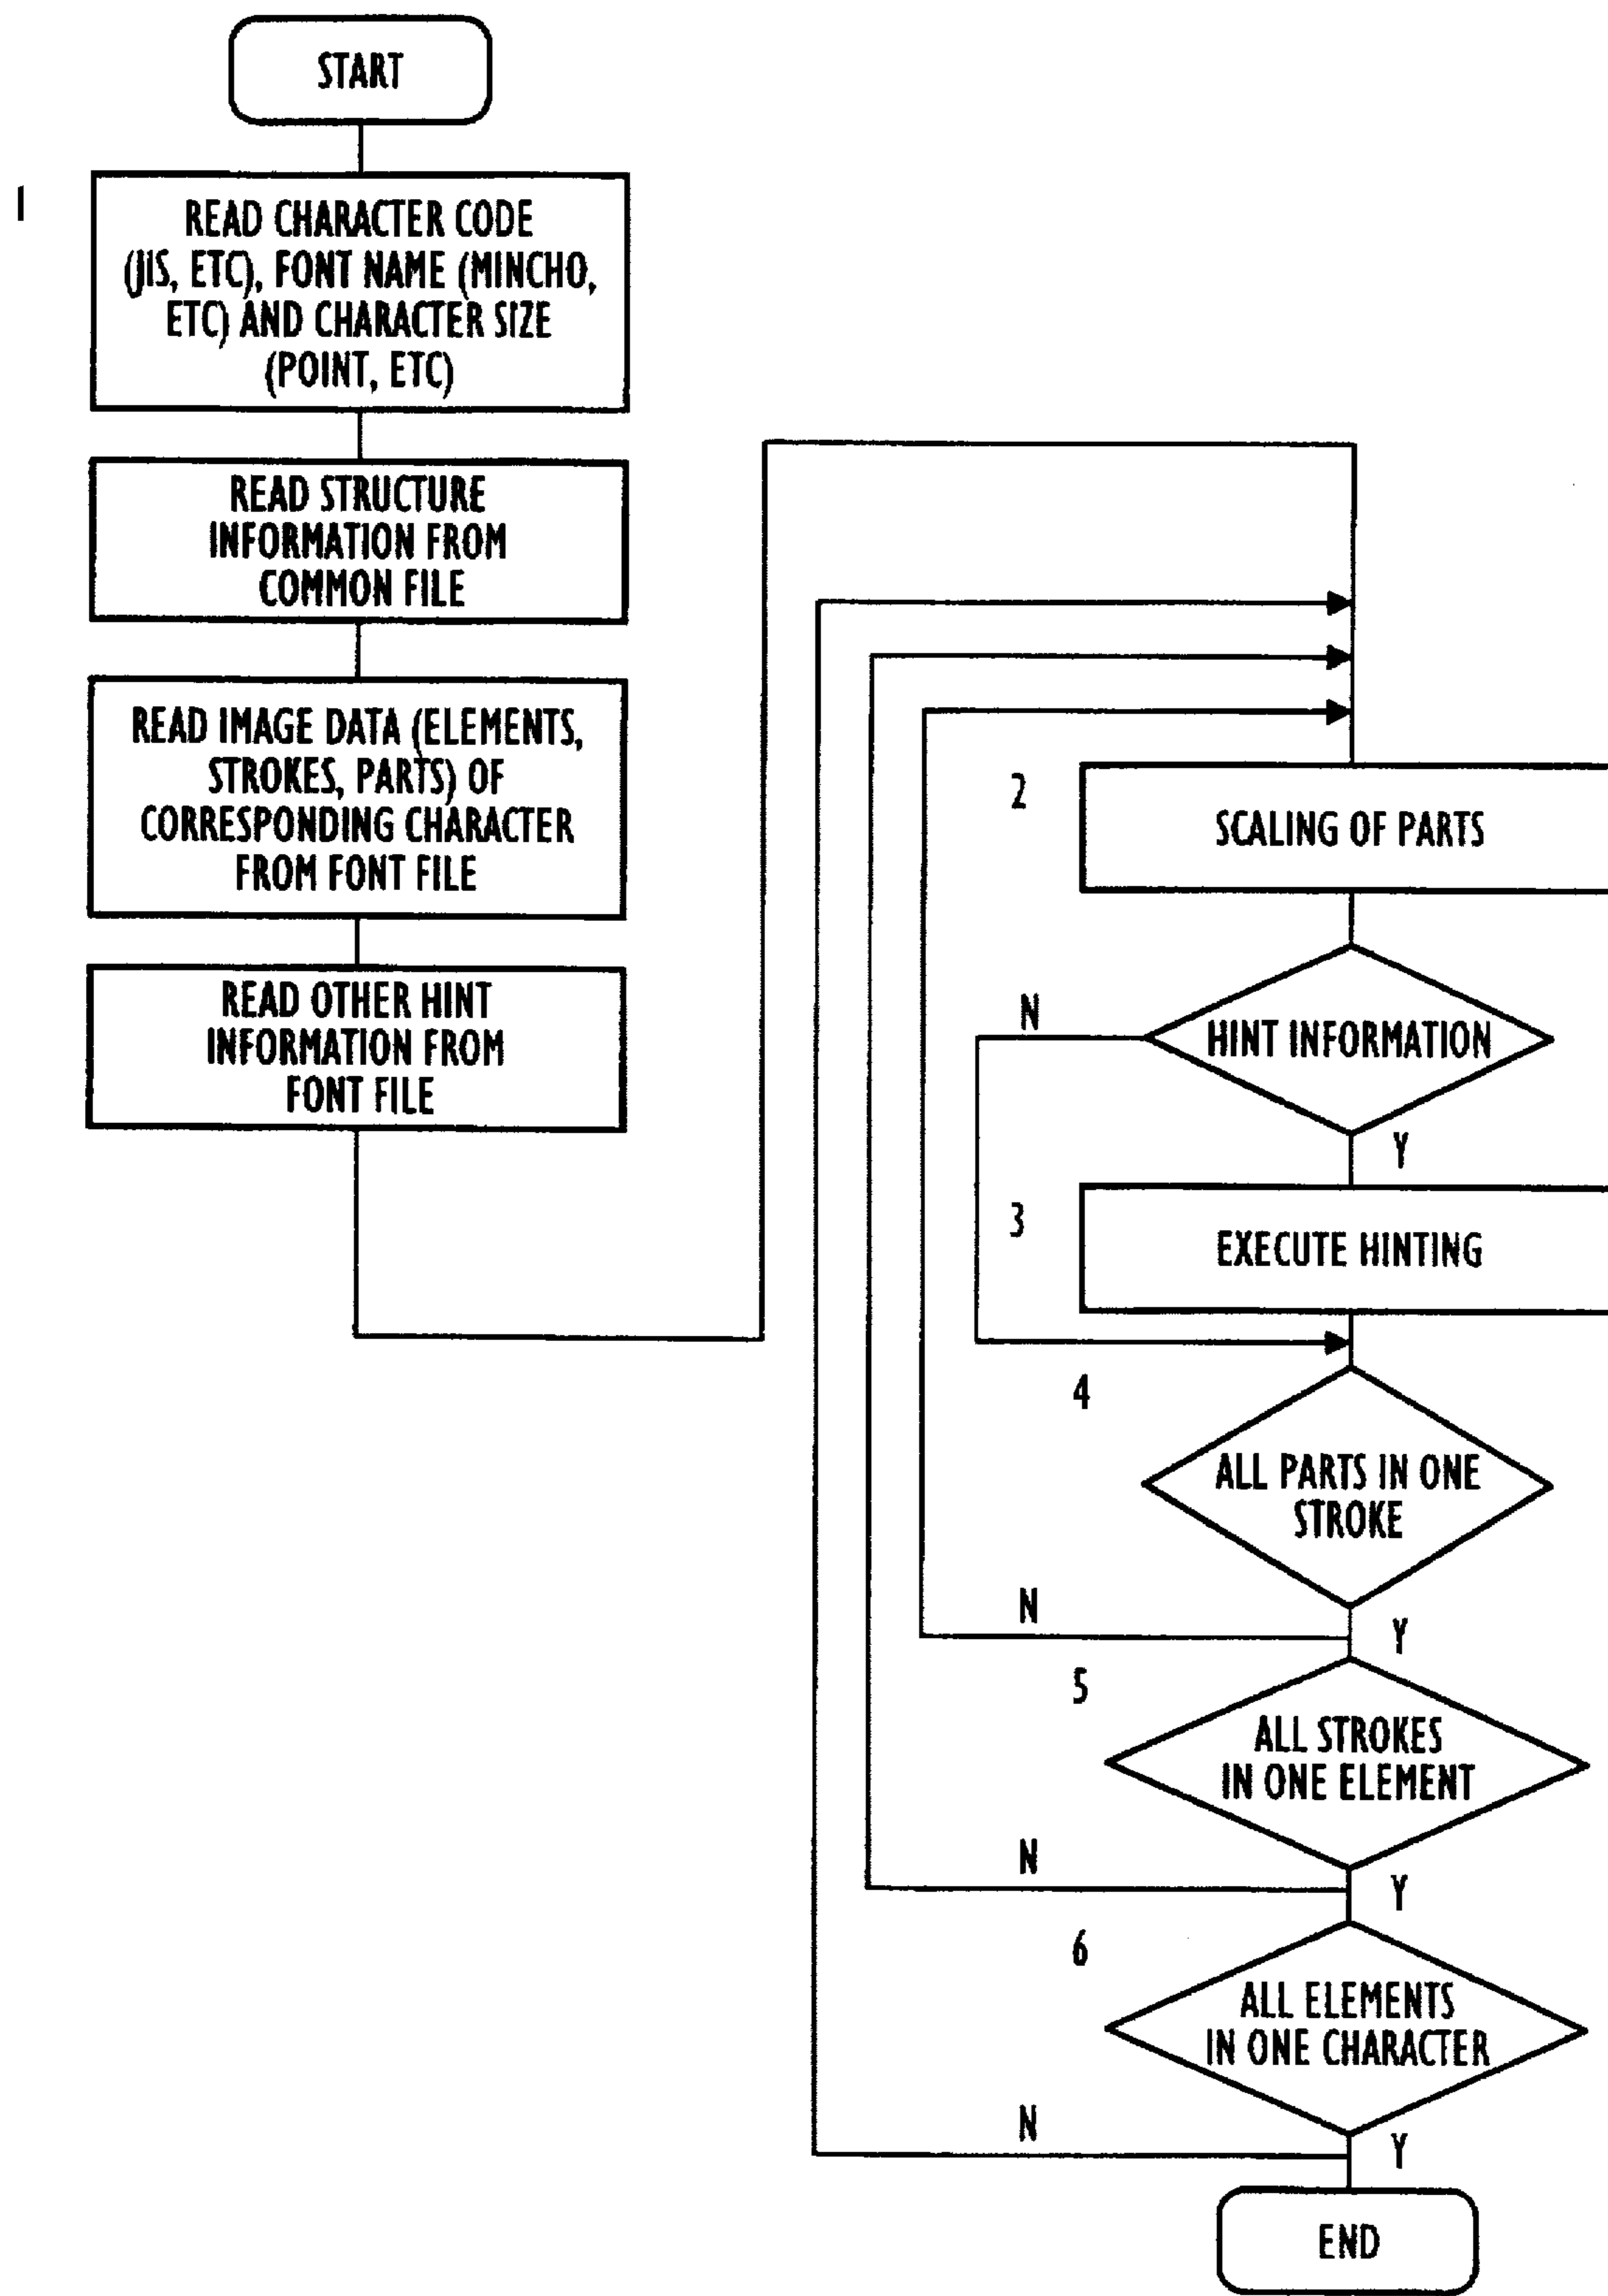 START
1
READ CHARACTER CODE
(JIS, ETC), FONT NAME (MINCHO,
ETC) AND CHARACTER SIZE
(POINT, ETC)
READ STRUCTURE
INFORMATION FROM
COMMON FILE
READ IMAGE DATA (ELEMENTS,
STROKES, PARTS) OF
CORRESPONDING CHARACTER
FROM FONT FILE
READ OTHER HINT
INFORMATION FROM
FONT FILE
2
SCALING OF PARTS
N
HINT INFORMATION
Y
3
EXECUTE HINTING
4
ALL PARTS IN ONE
STROKE
N
Y
5
ALL STROKES
IN ONE ELEMENT
N
Y
6
ALL ELEMENTS
IN ONE CHARACTER
N
Y
END